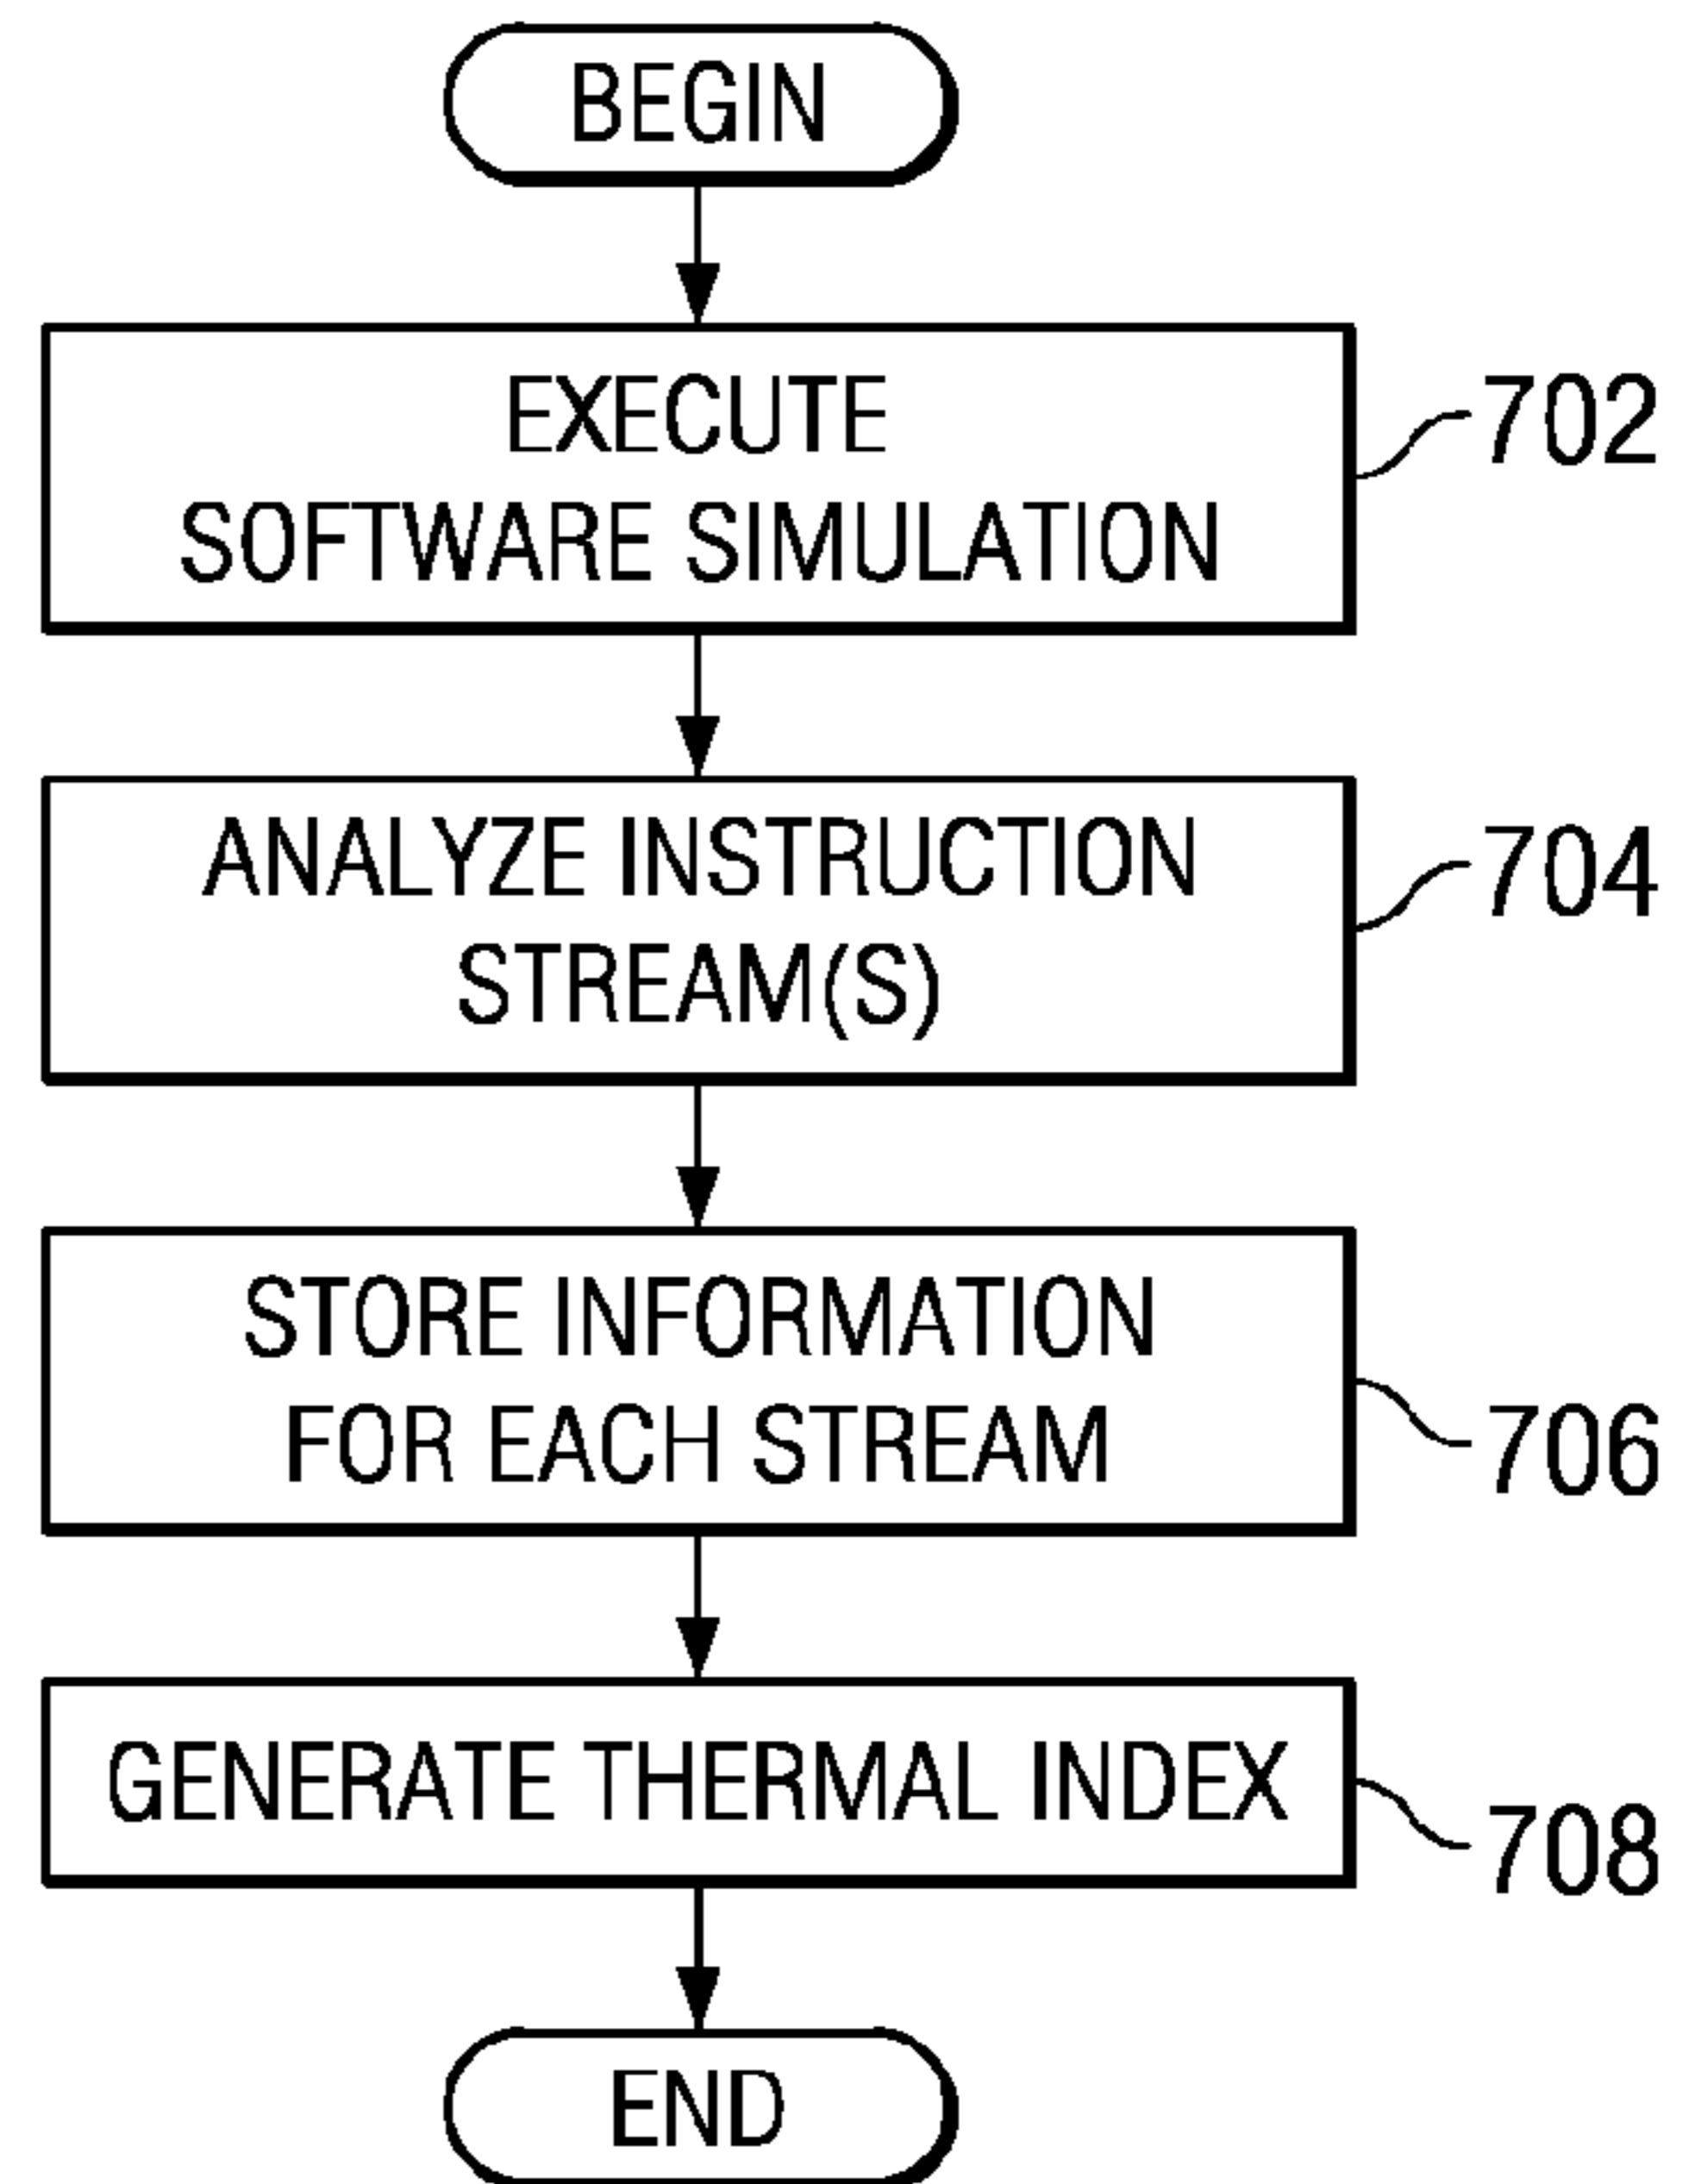 BEGIN
EXECUTE
SOFTWARE SIMULATION
702
ANALYZE INSTRUCTION
STREAM(S)
704
STORE INFORMATION
FOR EACH STREAM
706
GENERATE THERMAL INDEX
708
END